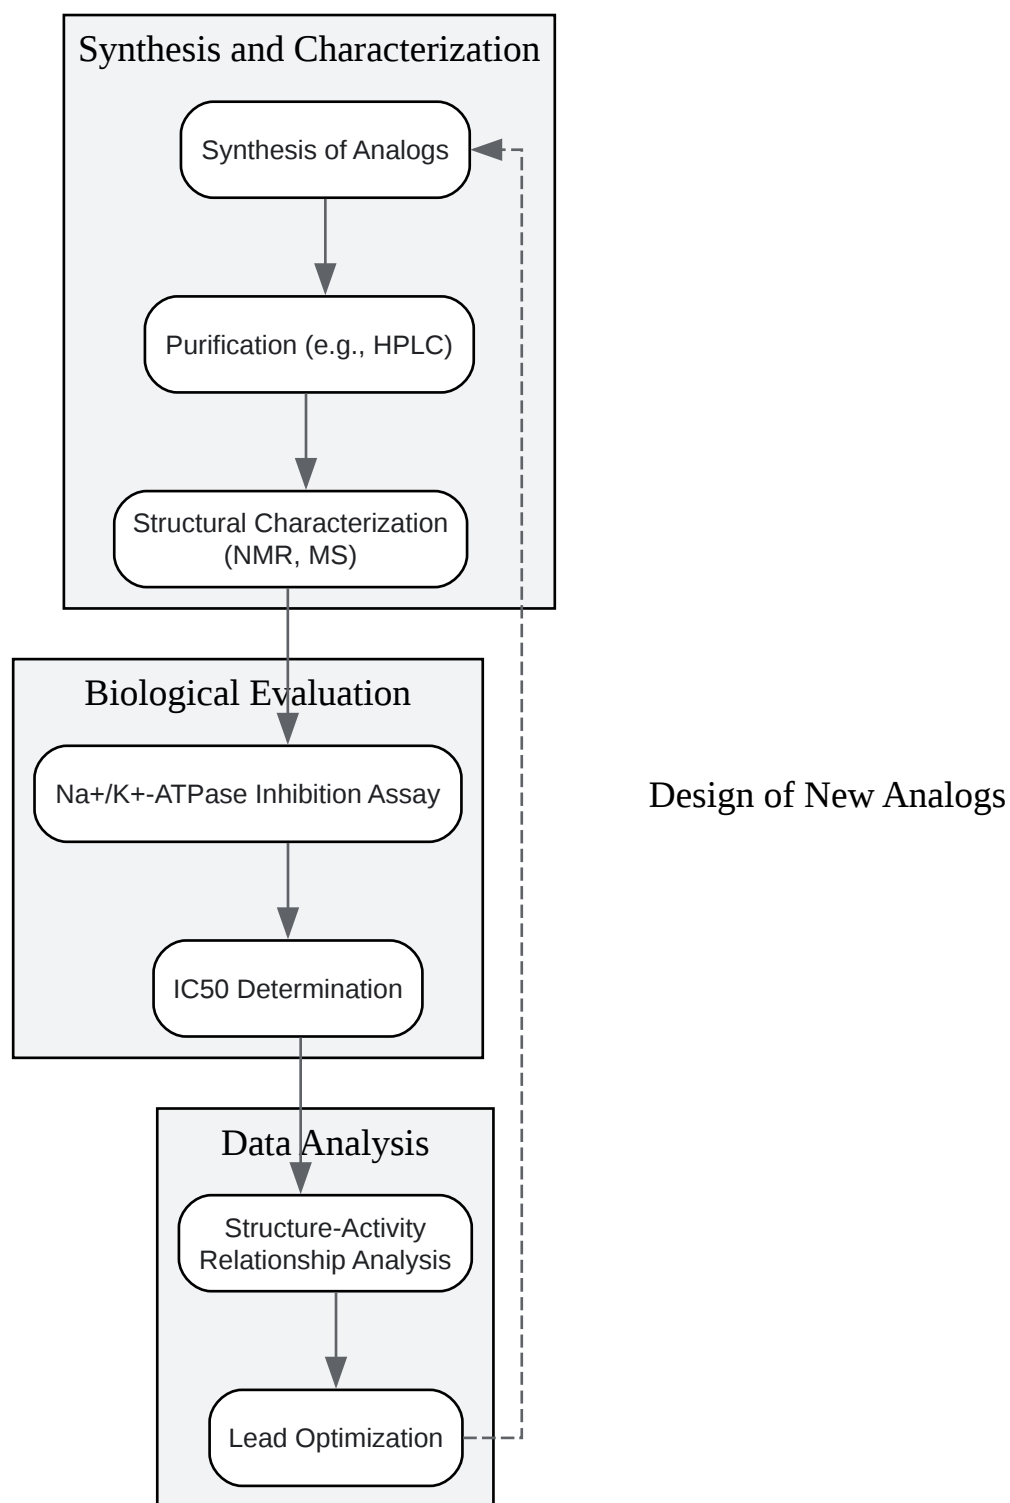 Synthesis and Characterization
Synthesis of Analogs
Purification (e.g., HPLC)
Structural Characterization
(NMR, MS)
Biological Evaluation
Na+/K+-ATPase Inhibition Assay
Design of New Analogs
IC50 Determination
Data Analysis
Structure-Activity
Relationship Analysis
Lead Optimization